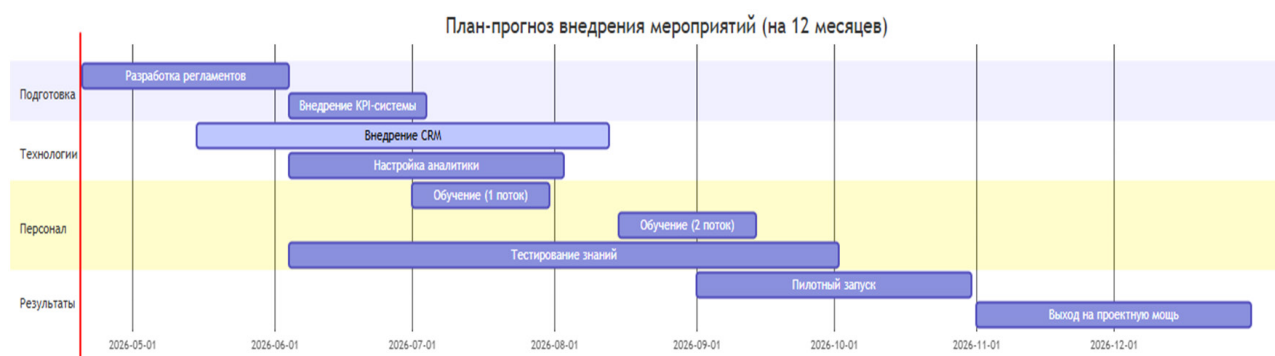 План-прогноз внедрения мероприятий (на 12 месяцев)
Подготовка
Разработка регламентов
Внедрение KPI-системы
Технологии
Внедрение CRM
Настройка аналитики
Персонал
Обучение (1 поток)
Обучение (2 поток)
Тестирование знаний
Результаты
Пилотный запуск
Выход на проектную мощь
2026-05-01 2026-06-01 2026-07-01 2026-08-01 2026-09-01 2026-10-01 2026-11-01 2026-12-01